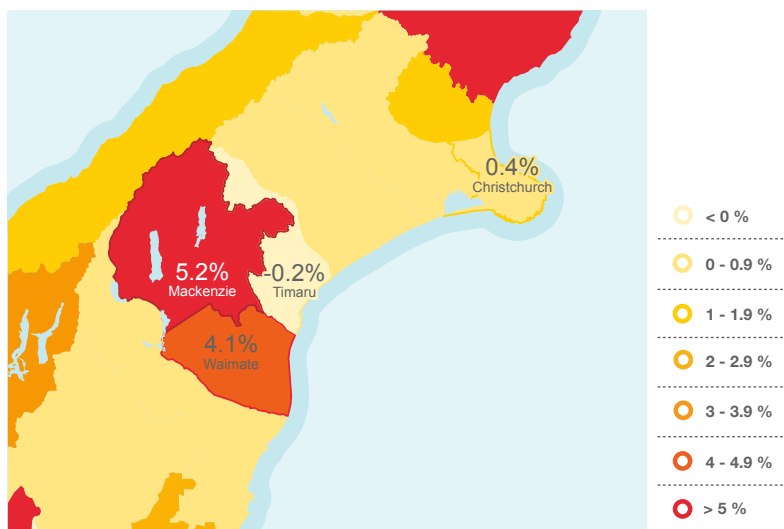 0.4%
Christchurch
5.2%
Mackenzie
-0.2%
Timaru
4.1%
Waimate
< 0 %
0 - 0.9 %
1 - 1.9 %
2 - 2.9 %
3 - 3.9 %
4 - 4.9 %
> 5 %